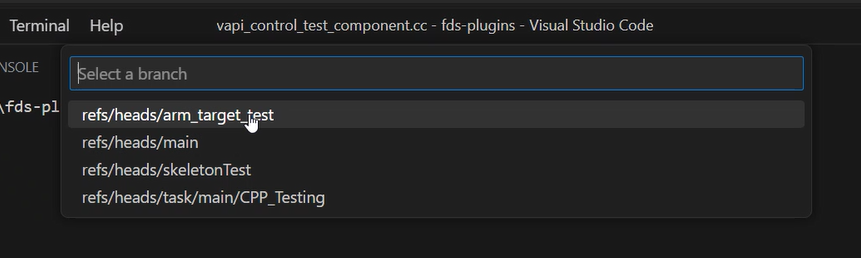 Terminal Help vapi_control_test_component.cc - fds-plugins - Visual Studio Code
NSOLE
Select a branch
\fds-pl
refs/heads/arm_target_test
refs/heads/main
refs/heads/skeletonTest
refs/heads/task/main/CPP_Testing